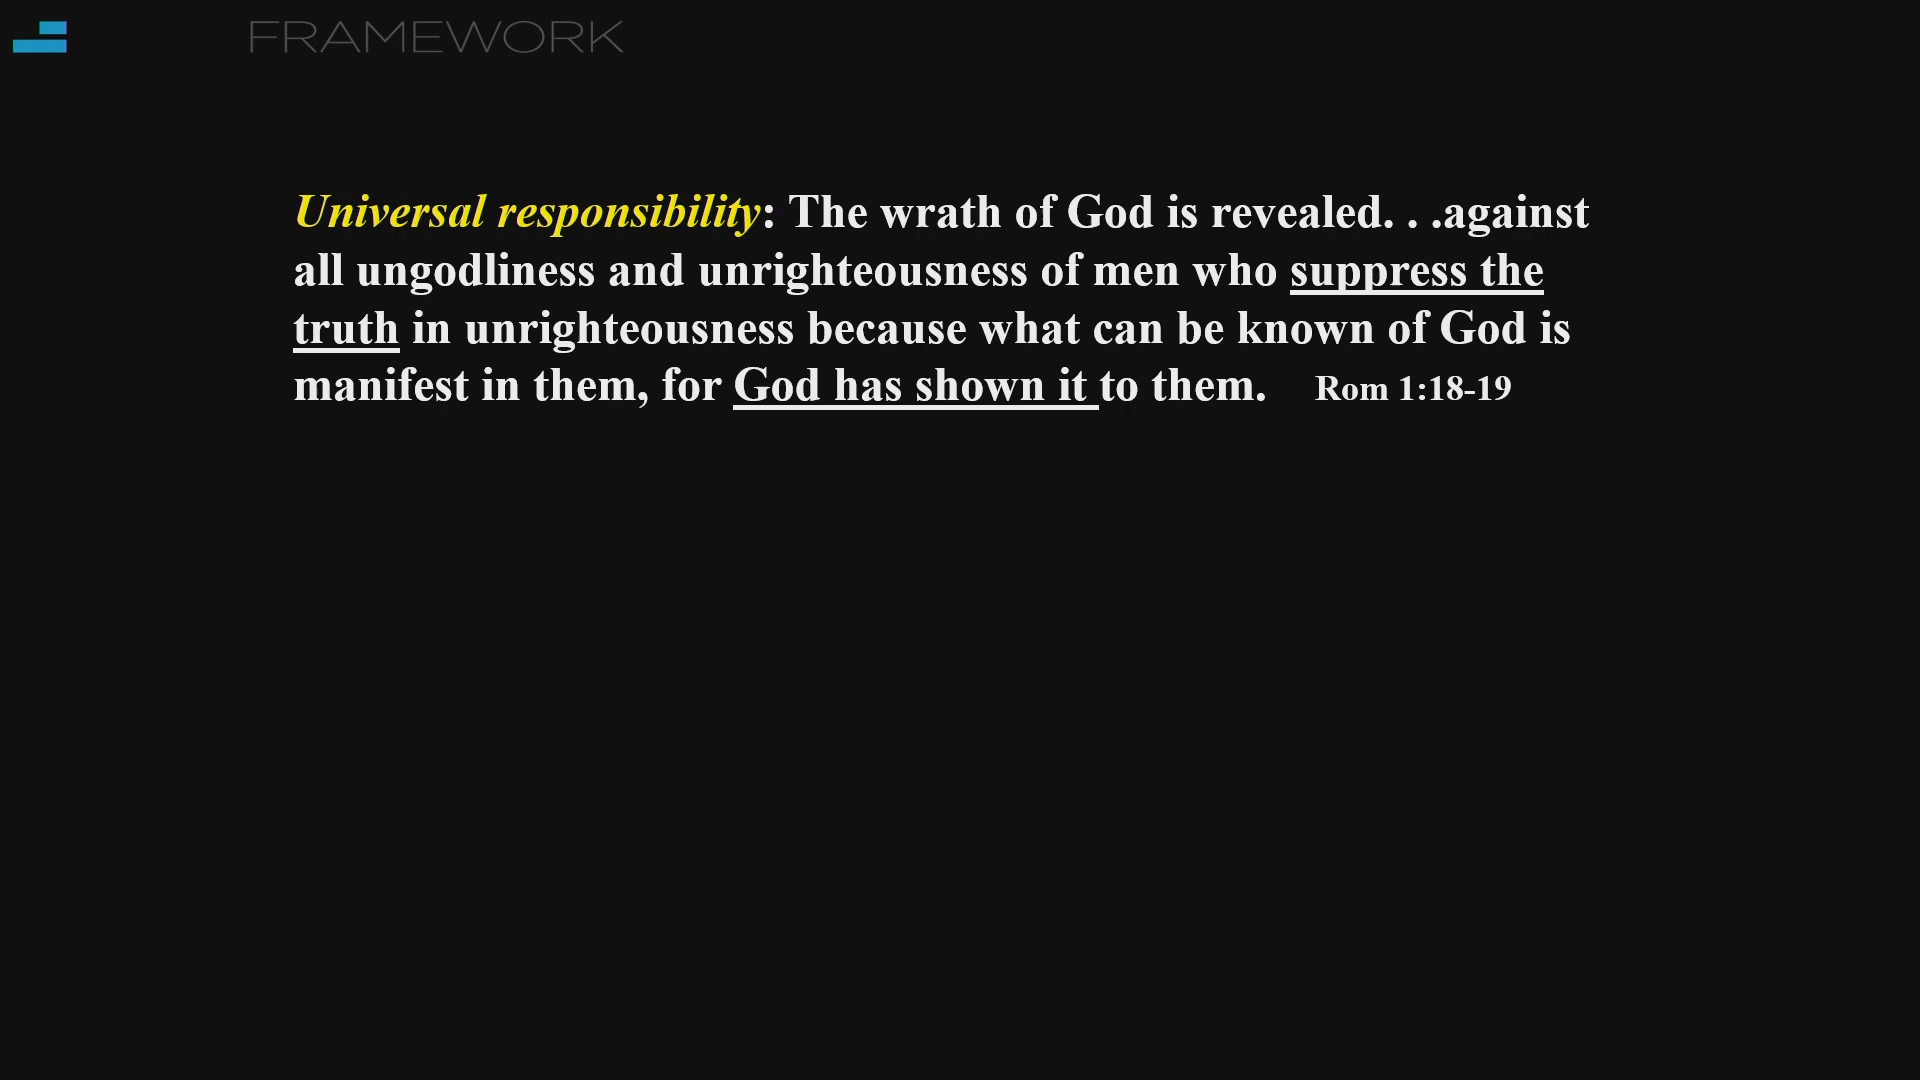 FRAMEWORK
Universal responsibility: The wrath of God is revealed. . .against
all ungodliness and unrighteousness of men who suppress the
truth in unrighteousness because what can be known of God is
manifest in them, for God has shown it to them. Rom 1:18-19